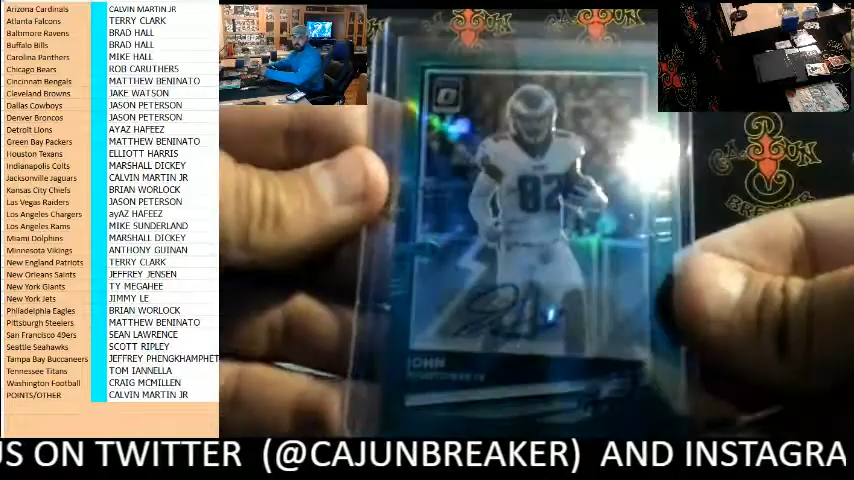 Arizona Cardinals CALVIN MARTIN JR
Atlanta Falcons TERRY CLARK
Baltimore Ravens BRAD HALL
Buffalo Bills BRAD HALL
Carolina Panthers MIKE HALL
Chicago Bears ROB CARUTHERS
Cincinnati Bengals MATTHEW BENINATO
Cleveland Browns JAKE WATSON
Dallas Cowboys JASON PETERSON
Denver Broncos JASON PETERSON
Detroit Lions AYAZ HAFEEZ
Green Bay Packers MATTHEW BENINATO
Houston Texans ELLIOTT HARRIS
Indianapolis Colts MARSHALL DICKEY
Jacksonville Jaguars CALVIN MARTIN JR
Kansas City Chiefs BRIAN WORLOCK
Las Vegas Raiders JASON PETERSON
Los Angeles Chargers ayAZ HAFEEZ
Los Angeles Rams MIKE SUNDERLAND
Miami Dolphins MARSHALL DICKEY
Minnesota Vikings ANTHONY GUINAN
New England Patriots TERRY CLARK
New Orleans Saints JEFFREY JENSEN
New York Giants TY MEGAHEE
New York Jets JIMMY LE
Philadelphia Eagles BRIAN WORLOCK
Pittsburgh Steelers MATTHEW BENINATO
San Francisco 49ers SEAN LAWRENCE
Seattle Seahawks SCOTT RIPLEY
Tampa Bay Buccaneers JEFFREY PHENGKHAMPHET
Tennessee Titans TOM IANNELLA
Washington Football CRAIG MCMILLEN
POINTS/OTHER CALVIN MARTIN JR
82
JOHN
CAJUN
BREAKER
US ON TWITTER (@CAJUNBREAKER) AND INSTAGRA